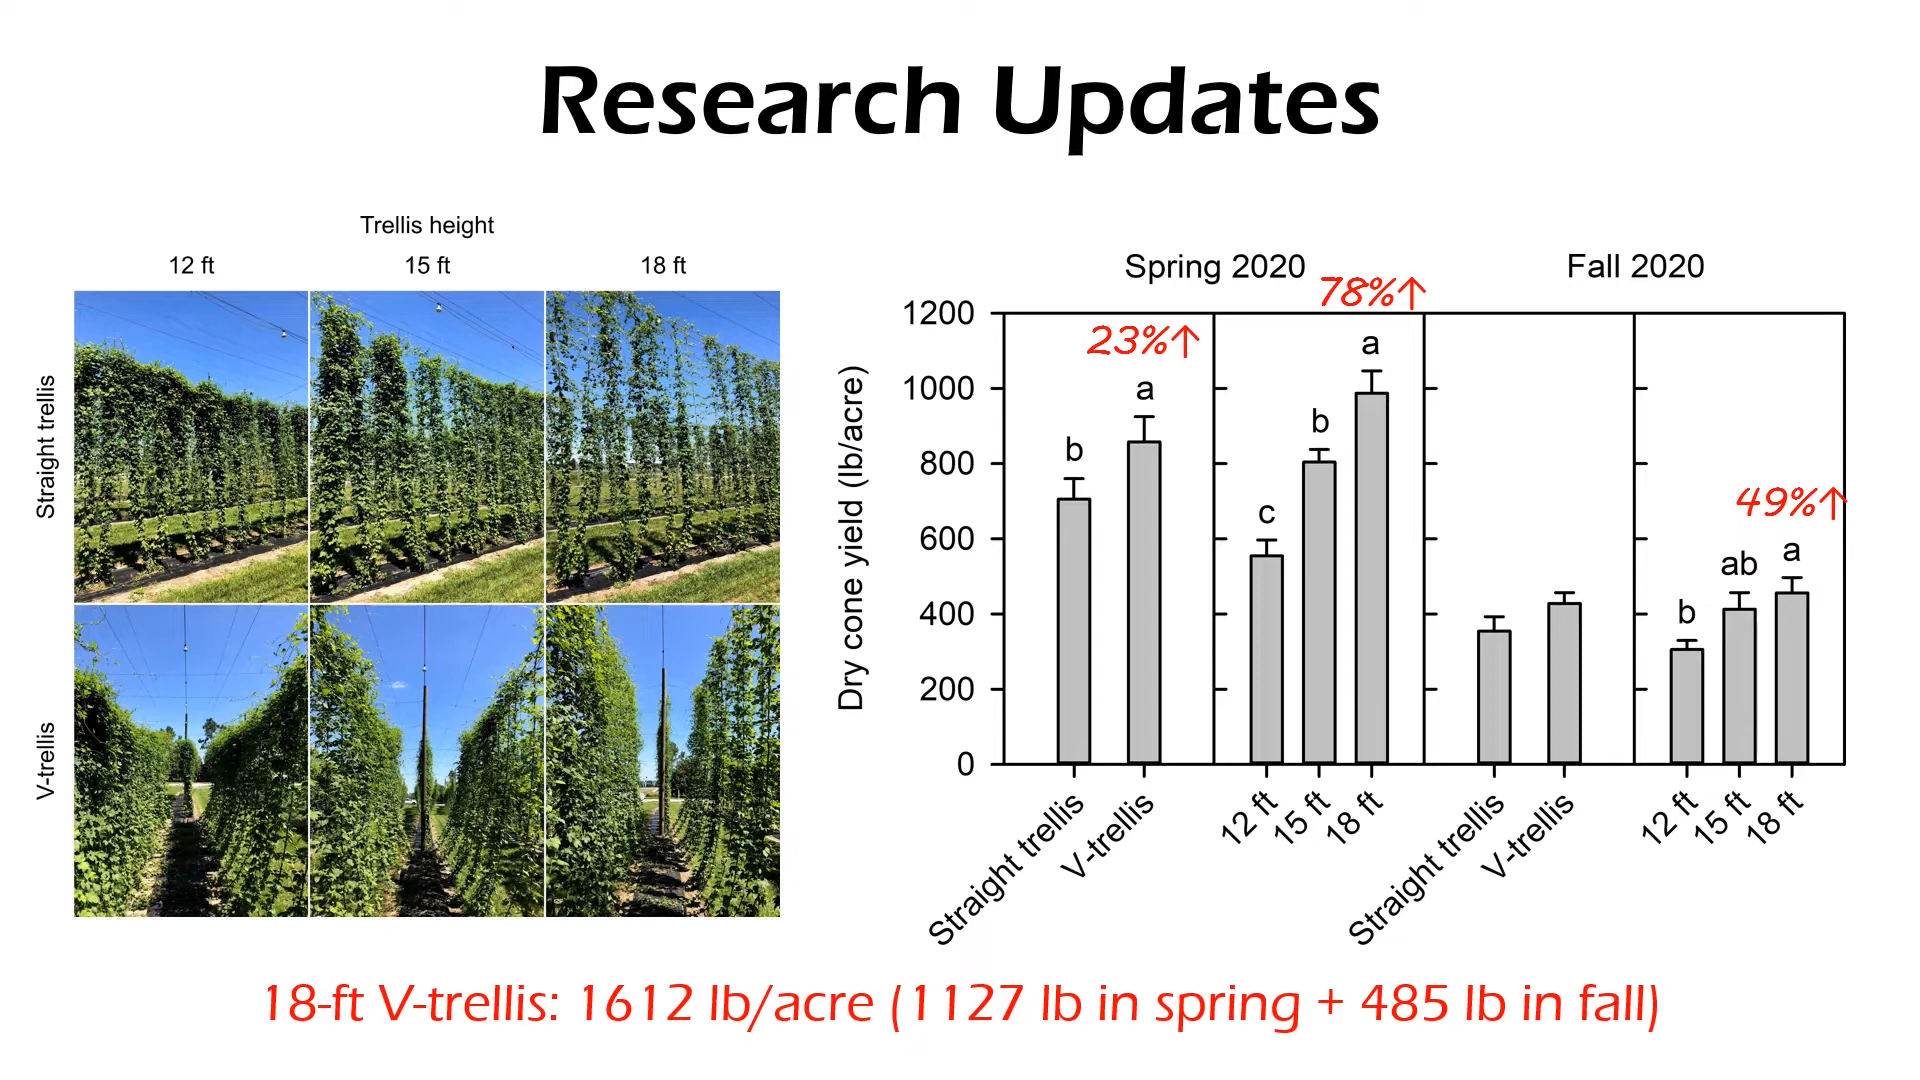 Research Updates
Trellis height
12 ft 15 ft 18 ft
Straight trellis
V-trellis
Spring 2020 Fall 2020
78%↑
23%↑
49%↑
Dry cone yield (lb/acre)
1200
1000
800
600
400
200
0
b a c b a
b ab a
Straight trellis V-trellis 12 ft 15 ft 18 ft Straight trellis V-trellis 12 ft 15 ft 18 ft
18-ft V-trellis: 1612 lb/acre (1127 lb in spring + 485 lb in fall)